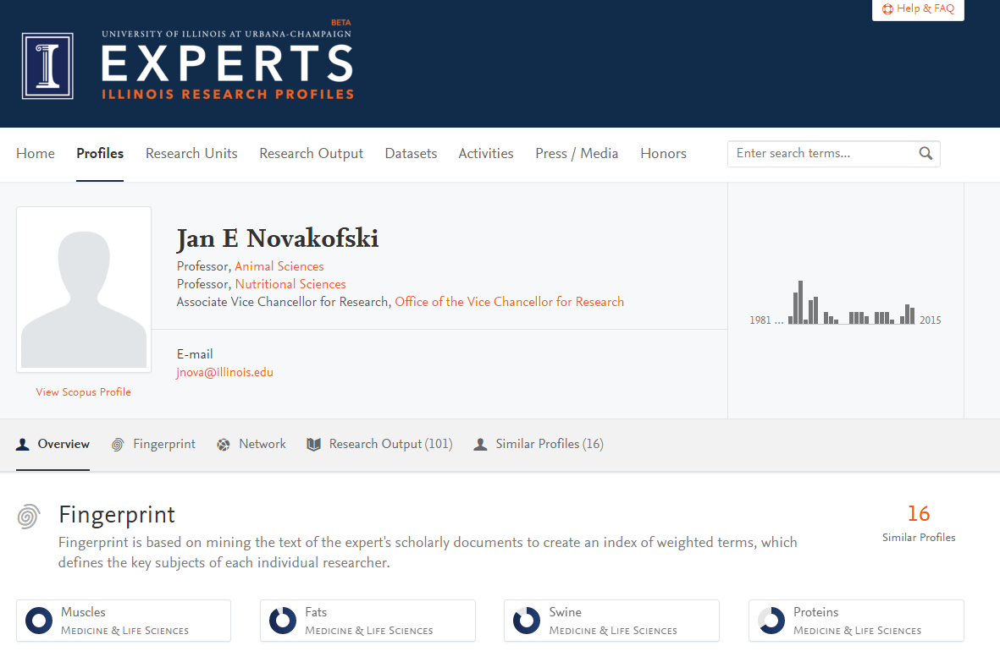 Help & FAQ
BETA
UNIVERSITY OF ILLINOIS AT URBANA-CHAMPAIGN
I EXPERTS
ILLINOIS RESEARCH PROFILES
Home Profiles Research Units Research Output Datasets Activities Press / Media Honors Enter search terms...
Jan E Novakofski
Professor, Animal Sciences
Professor, Nutritional Sciences
Associate Vice Chancellor for Research, Office of the Vice Chancellor for Research
1981 ... 2015
E-mail
jnova@illinois.edu
View Scopus Profile
Overview Fingerprint Network Research Output (101) Similar Profiles (16)
Fingerprint
Fingerprint is based on mining the text of the expert's scholarly documents to create an index of weighted terms, which
defines the key subjects of each individual researcher.
16
Similar Profiles
Muscles
MEDICINE & LIFE SCIENCES
Fats
MEDICINE & LIFE SCIENCES
Swine
MEDICINE & LIFE SCIENCES
Proteins
MEDICINE & LIFE SCIENCES